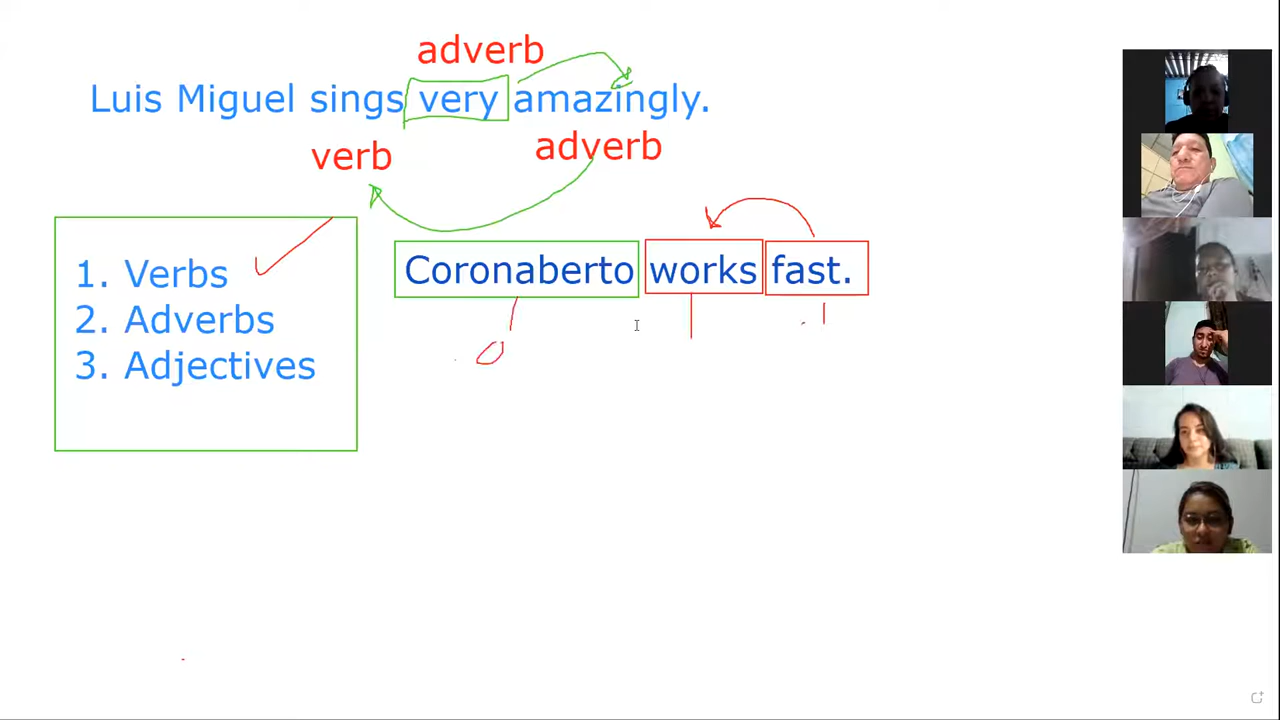 adverb
Luis Miguel sings very amazingly.
verb
adverb
1. Verbs
2. Adverbs
3. Adjectives
Coronaberto works fast.